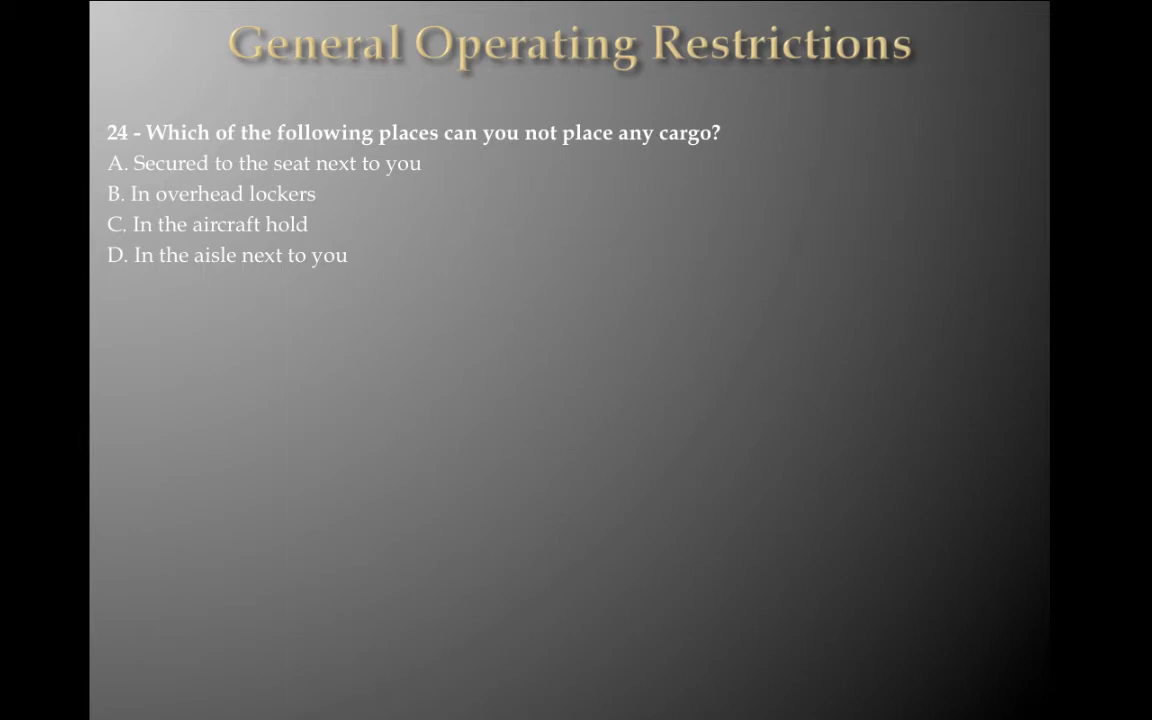 General Operating Restrictions
24 - Which of the following places can you not place any cargo?
A. Secured to the seat next to you
B. In overhead lockers
C. In the aircraft hold
D. In the aisle next to you